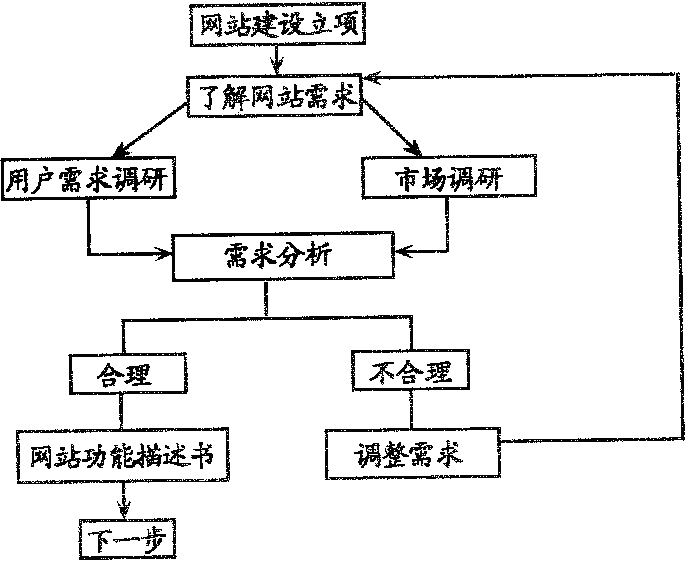 网站建设立项
了解网站需求
用户需求调研
市场调研
需求分析
合理
不合理
网站功能描述书
调整需求
下一步